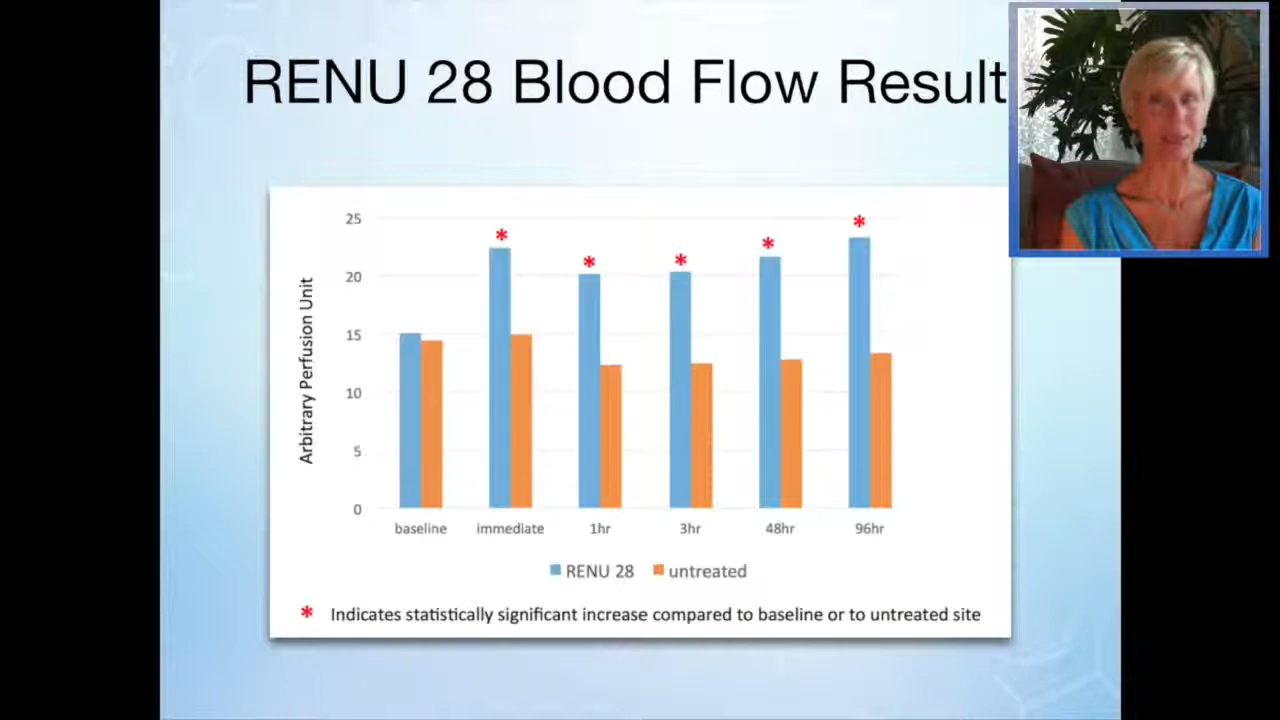 RENU 28 Blood Flow Result
25
20
15
10
5
0
Arbitrary Perfusion Unit
* * * * *
baseline immediate 1hr 3hr 48hr 96hr
RENU 28 untreated
* Indicates statistically significant increase compared to baseline or to untreated site